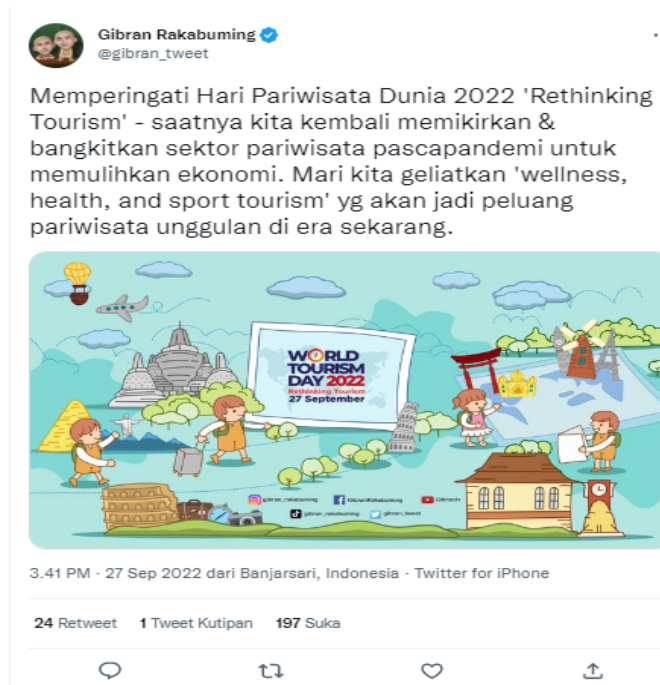 Gibran Rakabuming
@gibran_tweet
Memperingati Hari Pariwisata Dunia 2022 'Rethinking
Tourism' - saatnya kita kembali memikirkan &
bangkitkan sektor pariwisata pascapandemi untuk
memulihkan ekonomi. Mari kita geliatkan 'wellness,
health, and sport tourism' yg akan jadi peluang
pariwisata unggulan di era sekarang.
WORLD
TOURISM
DAY 2022
Rethinking Tourism
27 September
gibran_rakabuming GibranRakabuming Gibrantv
gibran_rakabuming gibran_tweet
3.41 PM · 27 Sep 2022 dari Banjarsari, Indonesia · Twitter for iPhone
24 Retweet 1 Tweet Kutipan 197 Suka